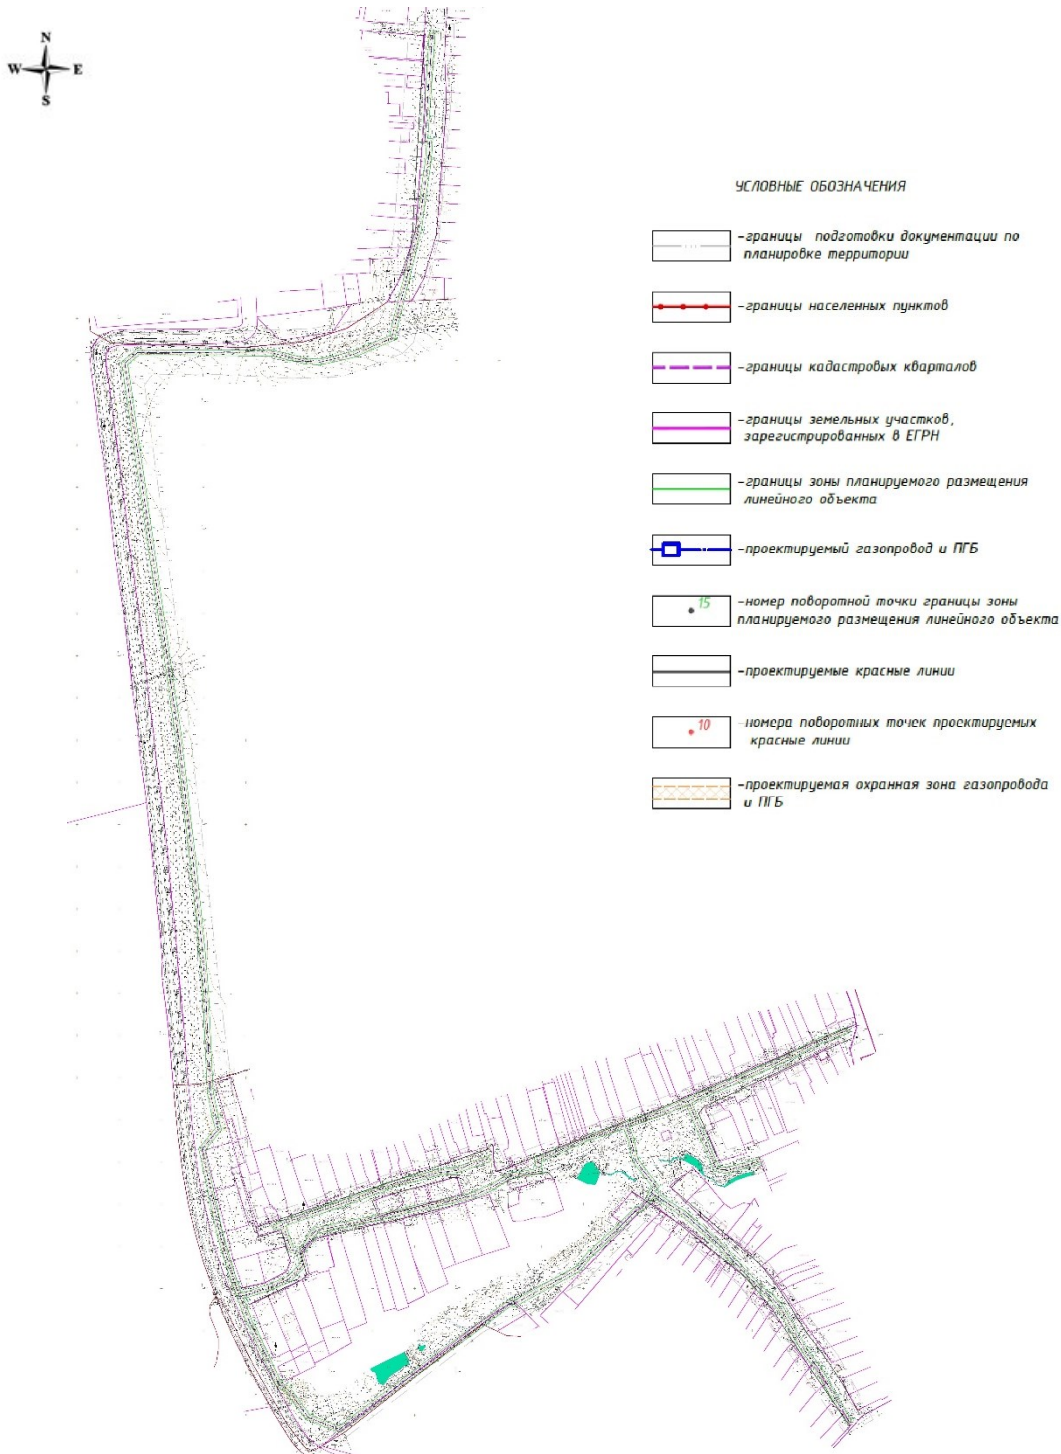 N
W E
S
УСЛОВНЫЕ ОБОЗНАЧЕНИЯ
-границы подготовки документации по
планировке территории
-границы населенных пунктов
-границы кадастровых кварталов
-границы земельных участков,
зарегистрированных в ЕГРН
-границы зоны планируемого размещения
линейного объекта
-проектируемый газопровод и ПГБ
15
-номер поворотной точки границы зоны
планируемого размещения линейного объекта
-проектируемые красные линии
10
-номера поворотных точек проектируемых
красные линии
-проектируемая охранная зона газопровода
и ПГБ